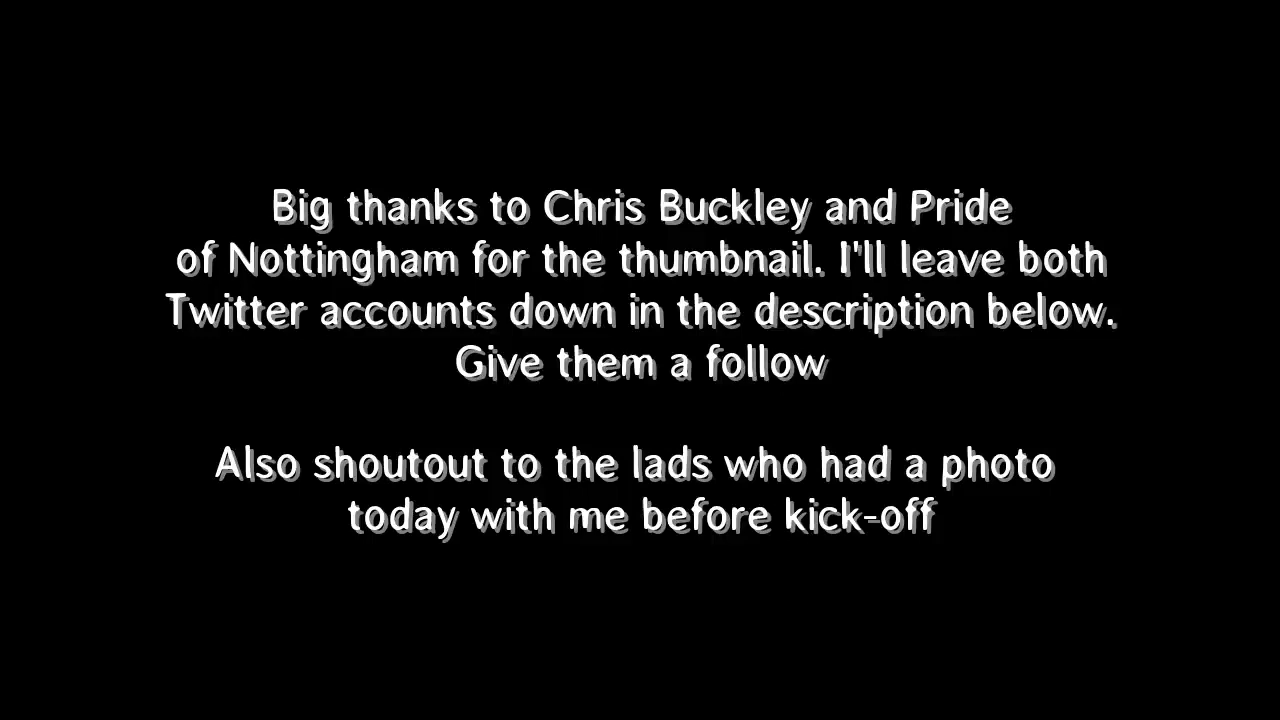 Big thanks to Chris Buckley and Pride
of Nottingham for the thumbnail. I'll leave both
Twitter accounts down in the description below.
Give them a follow
Also shoutout to the lads who had a photo
today with me before kick-off